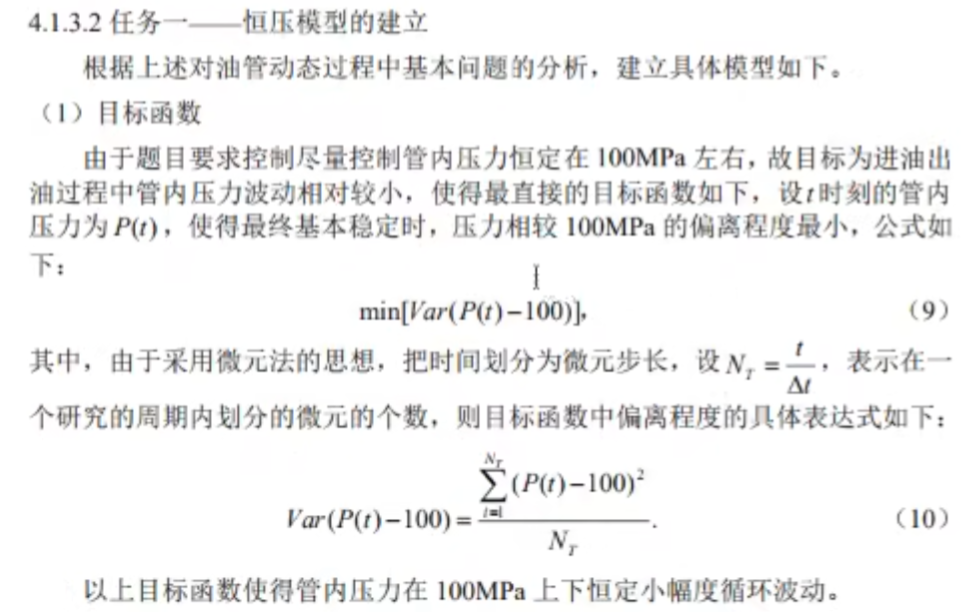 4.1.3.2 任务一——恒压模型的建立
根据上述对油管动态过程中基本问题的分析，建立具体模型如下。
（1）目标函数
由于题目要求控制尽量控制管内压力恒定在 100MPa 左右，故目标为进油出
油过程中管内压力波动相对较小，使得最直接的目标函数如下，设t时刻的管内
压力为P(t)，使得最终基本稳定时，压力相较 100MPa 的偏离程度最小，公式如
下：
min[Var(P(t)−100)],  （9）
其中，由于采用微元法的思想，把时间划分为微元步长，设 N_T = t/Δt，表示在一
个研究的周期内划分的微元的个数，则目标函数中偏离程度的具体表达式如下：
Var(P(t)−100) = ∑_{t=1}^{N_T} (P(t)−100)² / N_T.  （10）
以上目标函数使得管内压力在 100MPa 上下恒定小幅度循环波动。